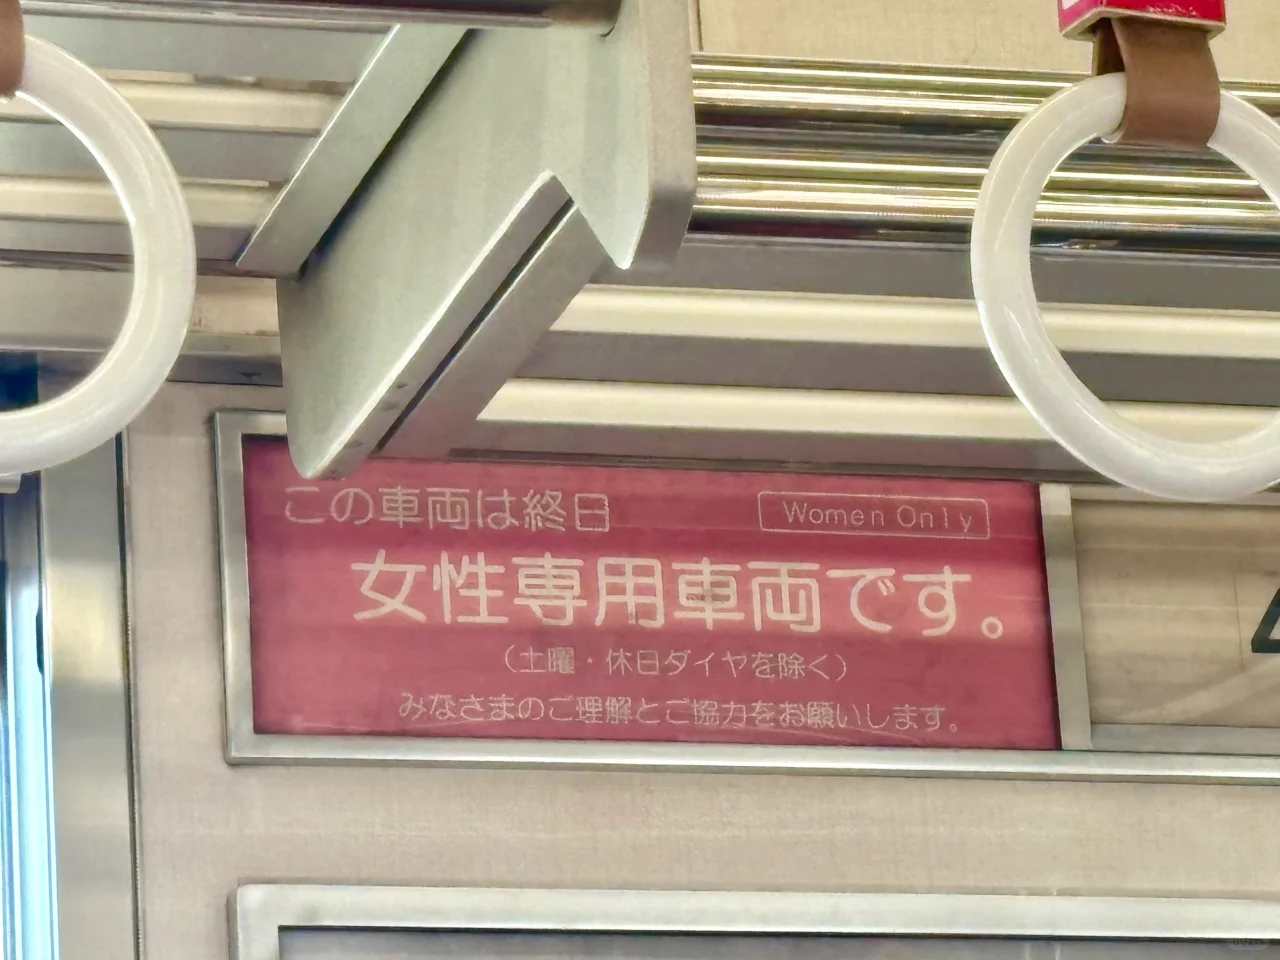 この車両は終日
Women Only
女性専用車両です。
（土曜・休日ダイヤを除く）
みなさまのご理解とご協力をお願いします。